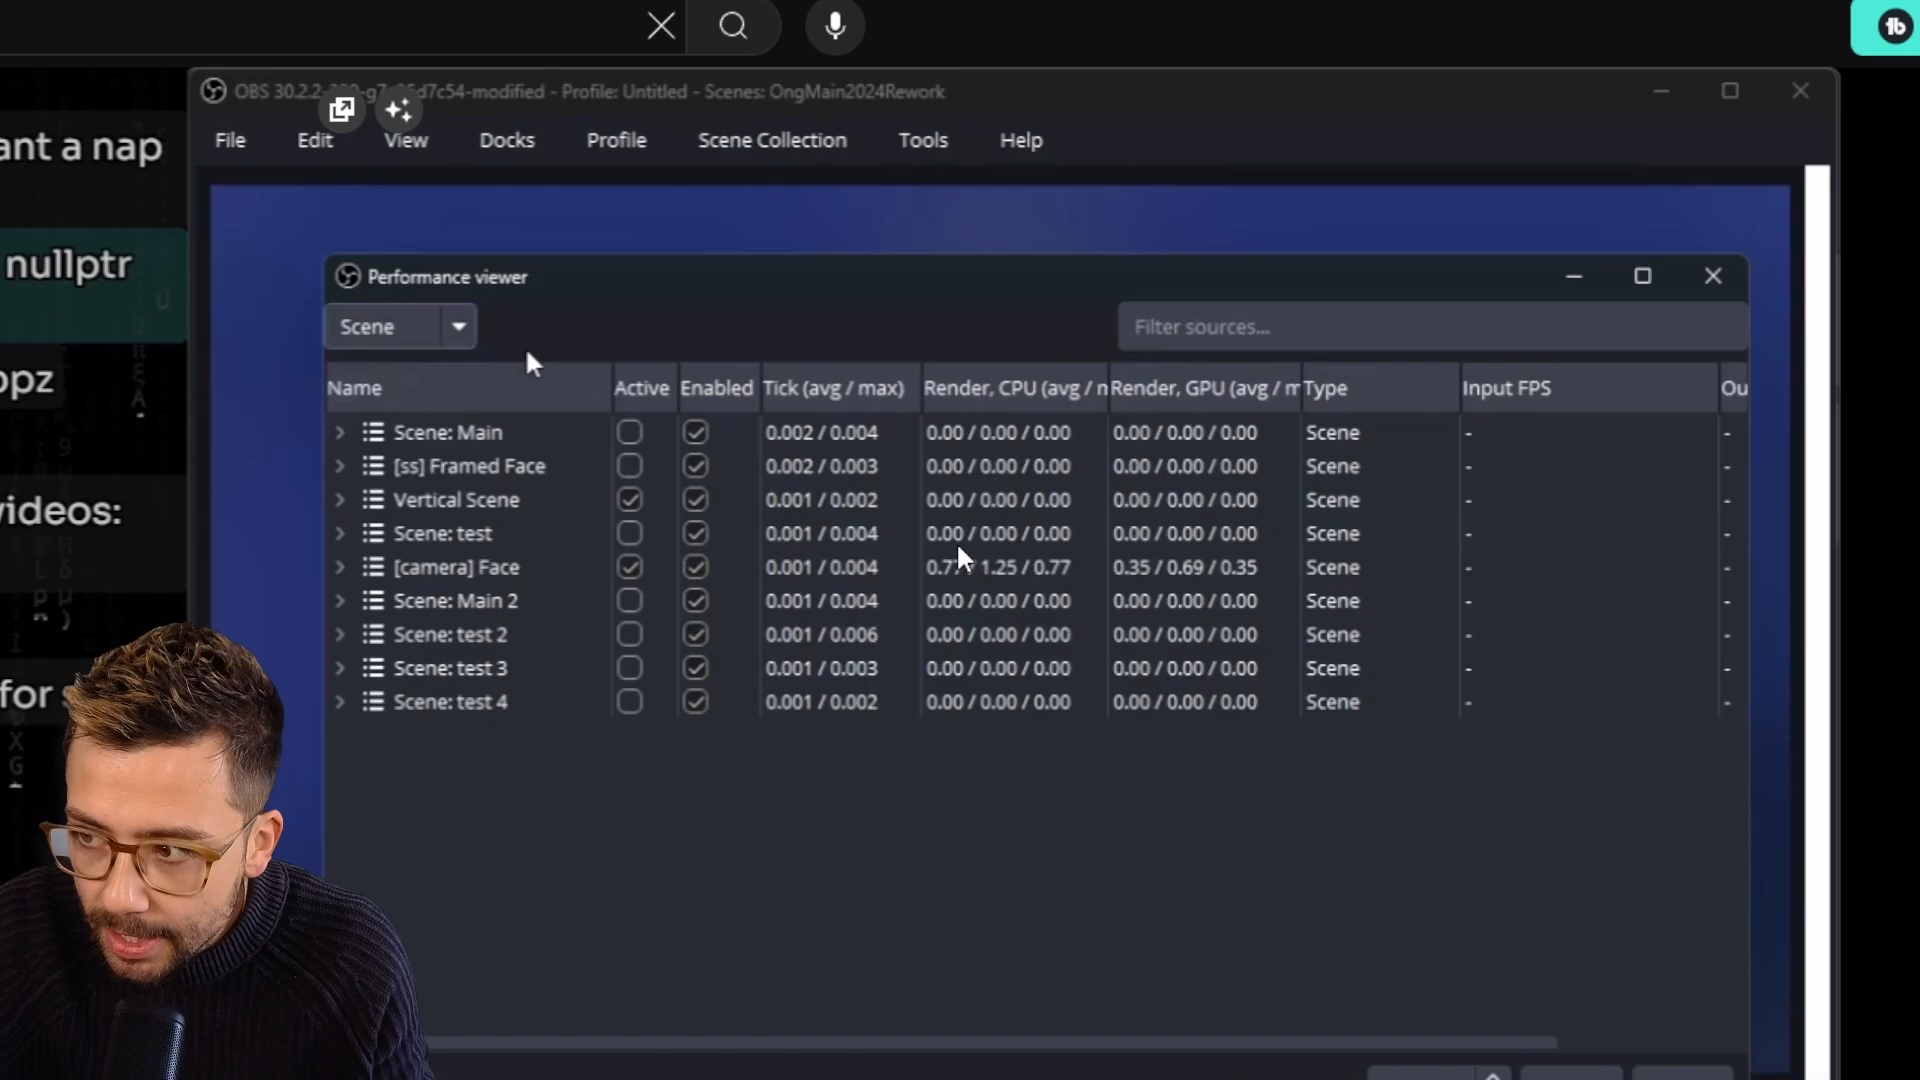 OBS 30.2.2- d7c54-modified - Profile: Untitled - Scenes: OngMain2024Rework
File Edit View Docks Profile Scene Collection Tools Help
ant a nap
nullptr
opz
videos:
for
Performance viewer
Scene
Filter sources...
Name Active Enabled Tick (avg / max) Render, CPU (avg / m Render, GPU (avg / m Type Input FPS Ou
Scene: Main 0.002 / 0.004 0.00 / 0.00 / 0.00 0.00 / 0.00 / 0.00 Scene - -
[ss] Framed Face 0.002 / 0.003 0.00 / 0.00 / 0.00 0.00 / 0.00 / 0.00 Scene - -
Vertical Scene 0.001 / 0.002 0.00 / 0.00 / 0.00 0.00 / 0.00 / 0.00 Scene - -
Scene: test 0.001 / 0.004 0.00 / 0.00 / 0.00 0.00 / 0.00 / 0.00 Scene - -
[camera] Face 0.001 / 0.004 0.77 / 1.25 / 0.77 0.35 / 0.69 / 0.35 Scene - -
Scene: Main 2 0.001 / 0.004 0.00 / 0.00 / 0.00 0.00 / 0.00 / 0.00 Scene - -
Scene: test 2 0.001 / 0.006 0.00 / 0.00 / 0.00 0.00 / 0.00 / 0.00 Scene - -
Scene: test 3 0.001 / 0.003 0.00 / 0.00 / 0.00 0.00 / 0.00 / 0.00 Scene - -
Scene: test 4 0.001 / 0.002 0.00 / 0.00 / 0.00 0.00 / 0.00 / 0.00 Scene - -